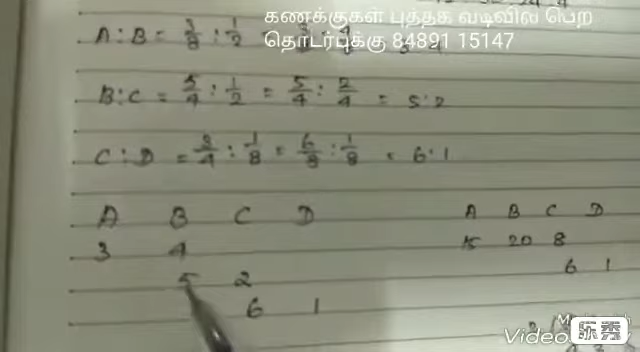 கணக்குகள் புத்தக வடிவில் பெற
தொடர்புக்கு 84891 15147
A : B = 3/8 : 1/2 =
B : C = 5/4 : 1/2 = 5/4 : 2/4 = 5 : 2
C : D = 3/4 : 1/8 = 6/8 : 1/8 = 6 : 1
A B C D
3 4
5 2
6 1
A B C D
15 20 8
6 1
乐秀